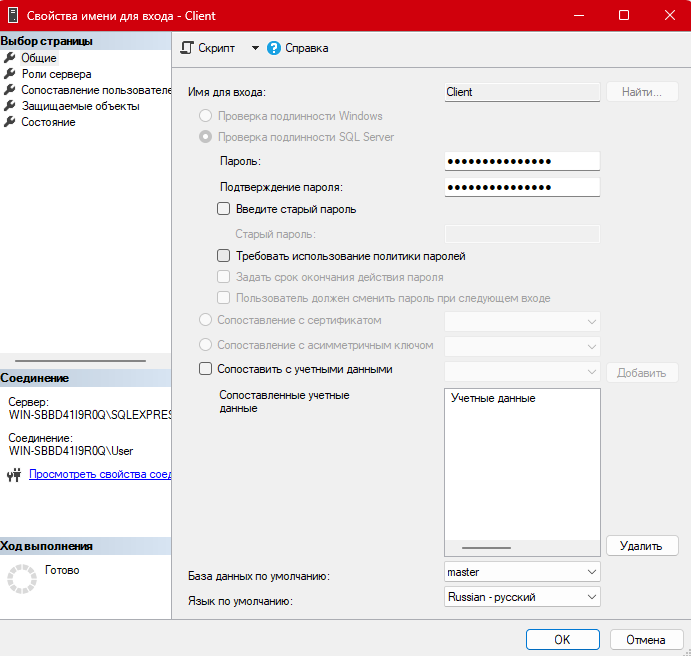 Свойства имени для входа - Client
Выбор страницы
Общие
Роли сервера
Сопоставление пользователе
Защищаемые объекты
Состояние
Соединение
Сервер:
WIN-SBBD41I9R0Q\SQLEXPRES
Соединение:
WIN-SBBD41I9R0Q\User
Просмотреть свойства соед
Ход выполнения
Готово
Скрипт
Справка
Имя для входа:
Client
Найти...
Проверка подлинности Windows
Проверка подлинности SQL Server
Пароль:
●●●●●●●●●●●●●●●
Подтверждение пароля:
●●●●●●●●●●●●●●●
Введите старый пароль
Старый пароль:
Требовать использование политики паролей
Задать срок окончания действия пароля
Пользователь должен сменить пароль при следующем входе
Сопоставление с сертификатом
Сопоставление с асимметричным ключом
Сопоставить с учетными данными
Добавить
Сопоставленные учетные
данные
Учетные данные
Удалить
База данных по умолчанию:
master
Язык по умолчанию:
Russian - русский
OK
Отмена